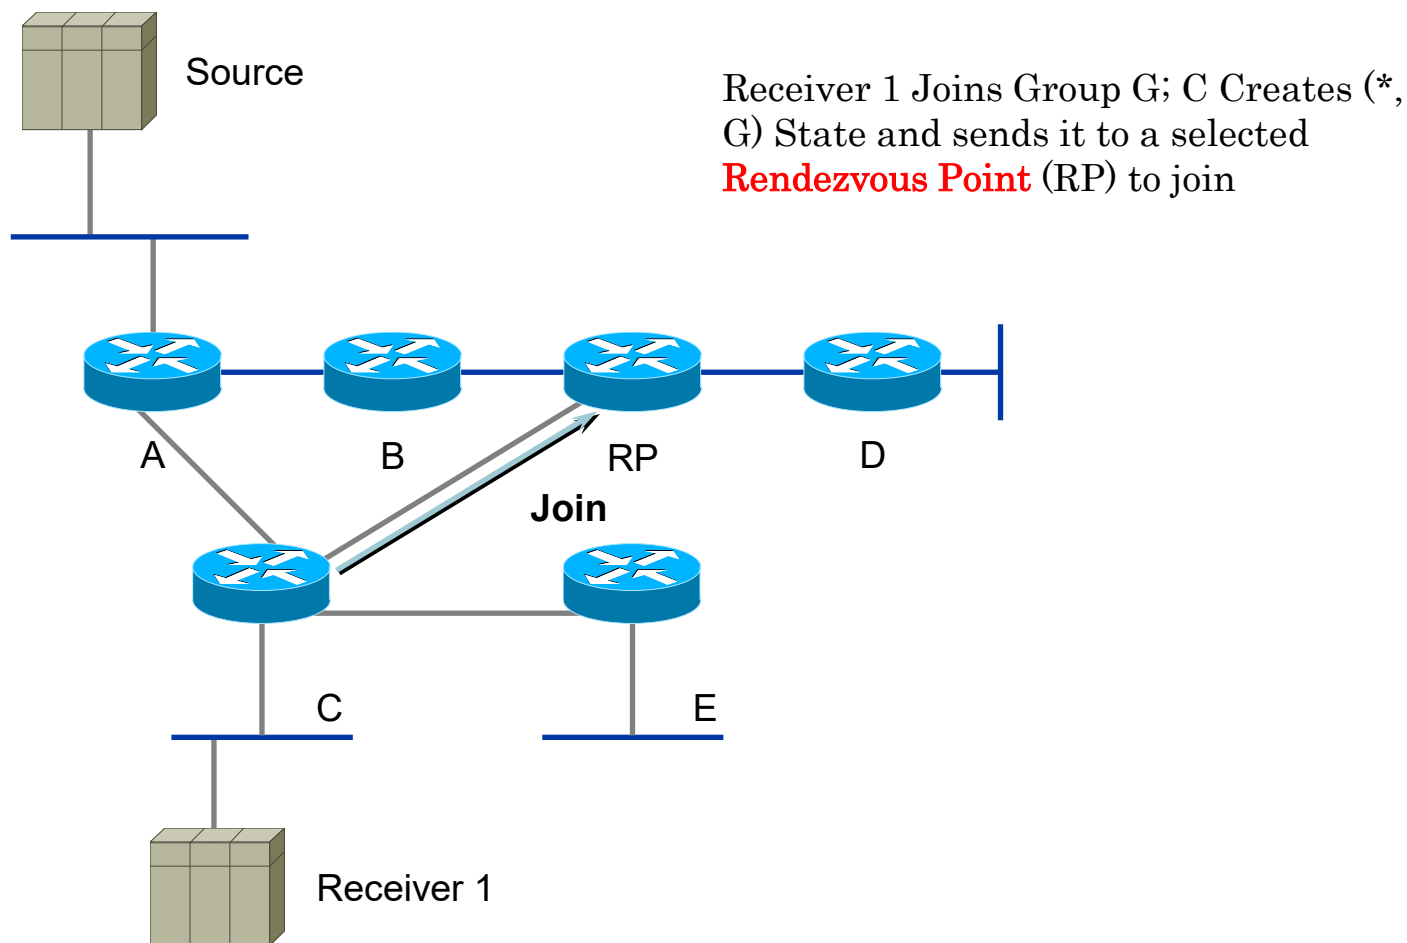 Source
Receiver 1 Joins Group G; C Creates (*,
G) State and sends it to a selected
Rendezvous Point (RP) to join
A
B
RP
D
Join
C
E
Receiver 1